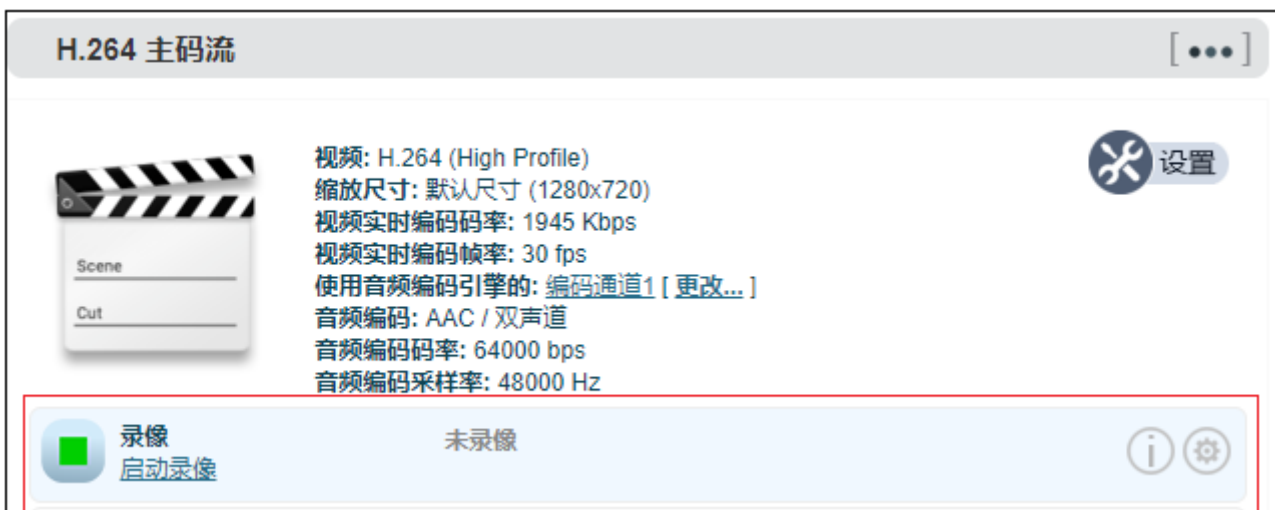 H.264 主码流
[●●●]
视频: H.264 (High Profile)
缩放尺寸: 默认尺寸 (1280x720)
视频实时编码码率: 1945 Kbps
视频实时编码帧率: 30 fps
使用音频编码引擎的: 编码通道1 [ 更改... ]
音频编码: AAC / 双声道
音频编码码率: 64000 bps
音频编码采样率: 48000 Hz
设置
Scene
Cut
录像
启动录像
未录像